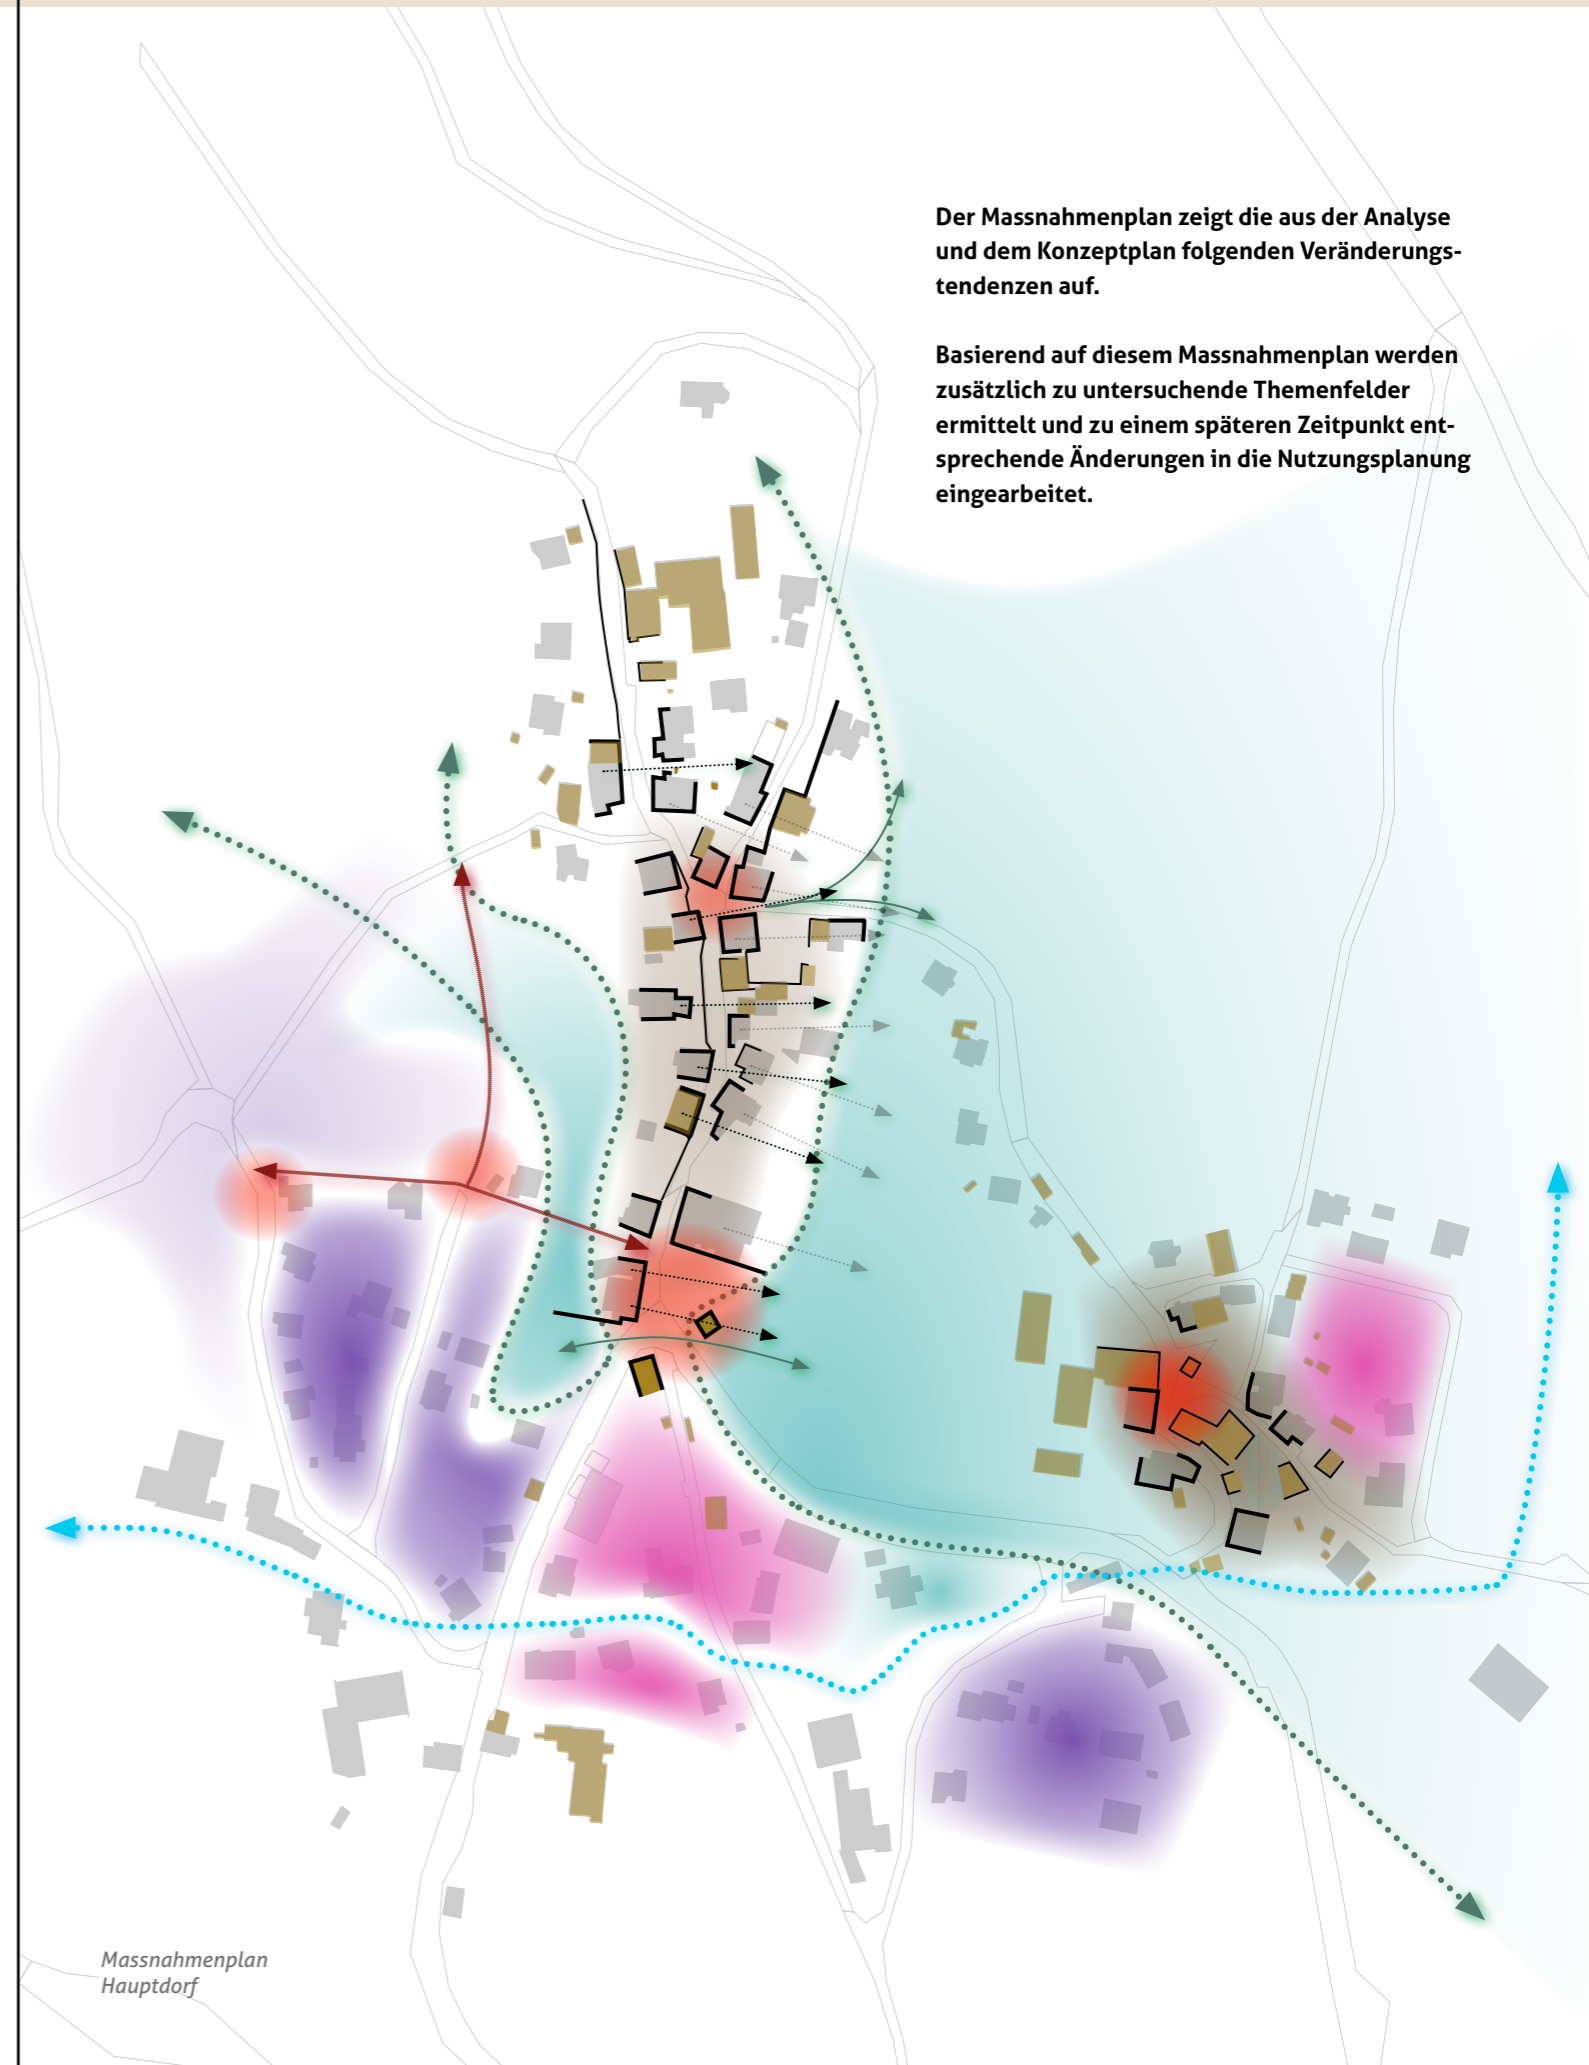 Der Massnahmenplan zeigt die aus der Analyse
und dem Konzeptplan folgenden Veränderungs-
tendenzen auf.
Basierend auf diesem Massnahmenplan werden
zusätzlich zu untersuchende Themenfelder
ermittelt und zu einem späteren Zeitpunkt ent-
sprechende Änderungen in die Nutzungsplanung
eingearbeitet.
Massnahmenplan
Hauptdorf